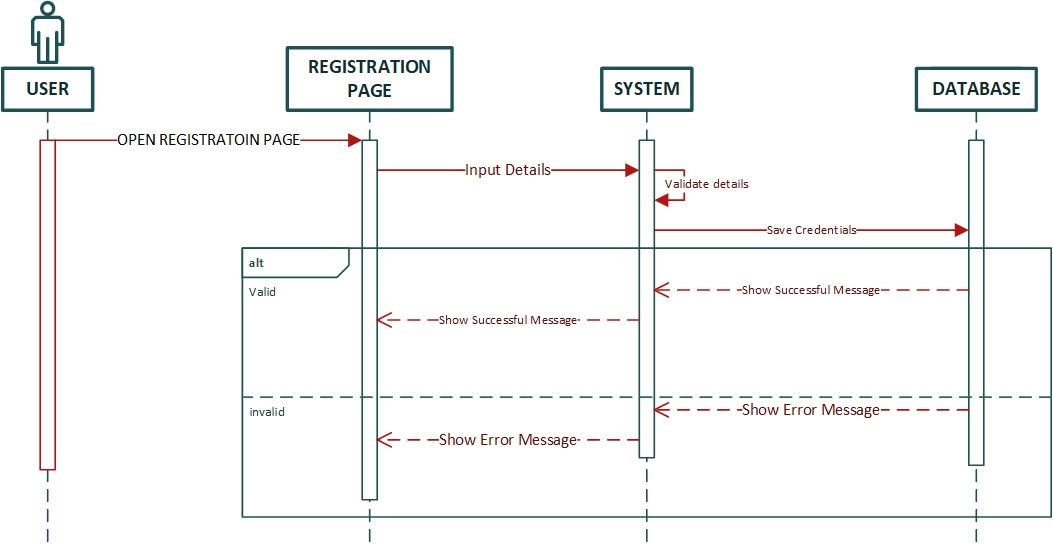 USER
REGISTRATION
PAGE
SYSTEM
DATABASE
OPEN REGISTRATOIN PAGE
Input Details
Validate details
Save Credentials
alt
Valid
Show Successful Message
Show Successful Message
invalid
Show Error Message
Show Error Message